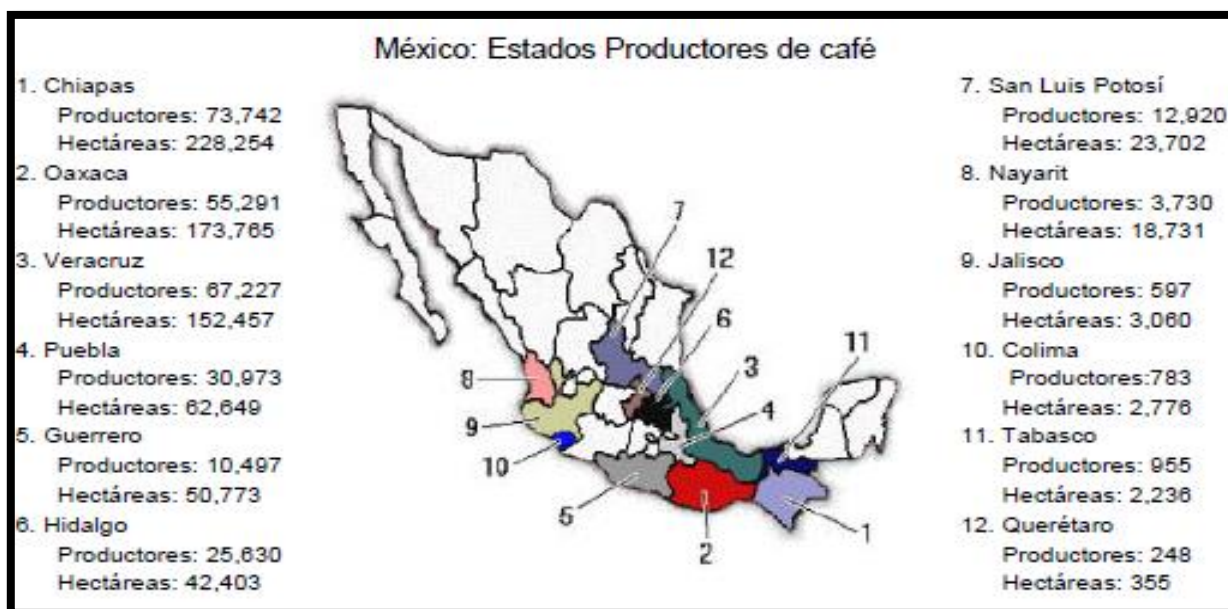 México: Estados Productores de café
1. Chiapas
Productores: 73,742
Hectáreas: 228,254
2. Oaxaca
Productores: 55,291
Hectáreas: 173,765
3. Veracruz
Productores: 67,227
Hectáreas: 152,457
4. Puebla
Productores: 30,973
Hectáreas: 62,649
5. Guerrero
Productores: 10,497
Hectáreas: 50,773
6. Hidalgo
Productores: 25,630
Hectáreas: 42,403
7
12
6
3
4
11
8
9
10
5
2
1
7. San Luis Potosí
Productores: 12,920
Hectáreas: 23,702
8. Nayarit
Productores: 3,730
Hectáreas: 18,731
9. Jalisco
Productores: 597
Hectáreas: 3,060
10. Colima
Productores:783
Hectáreas: 2,776
11. Tabasco
Productores: 955
Hectáreas: 2,236
12. Querétaro
Productores: 248
Hectáreas: 355